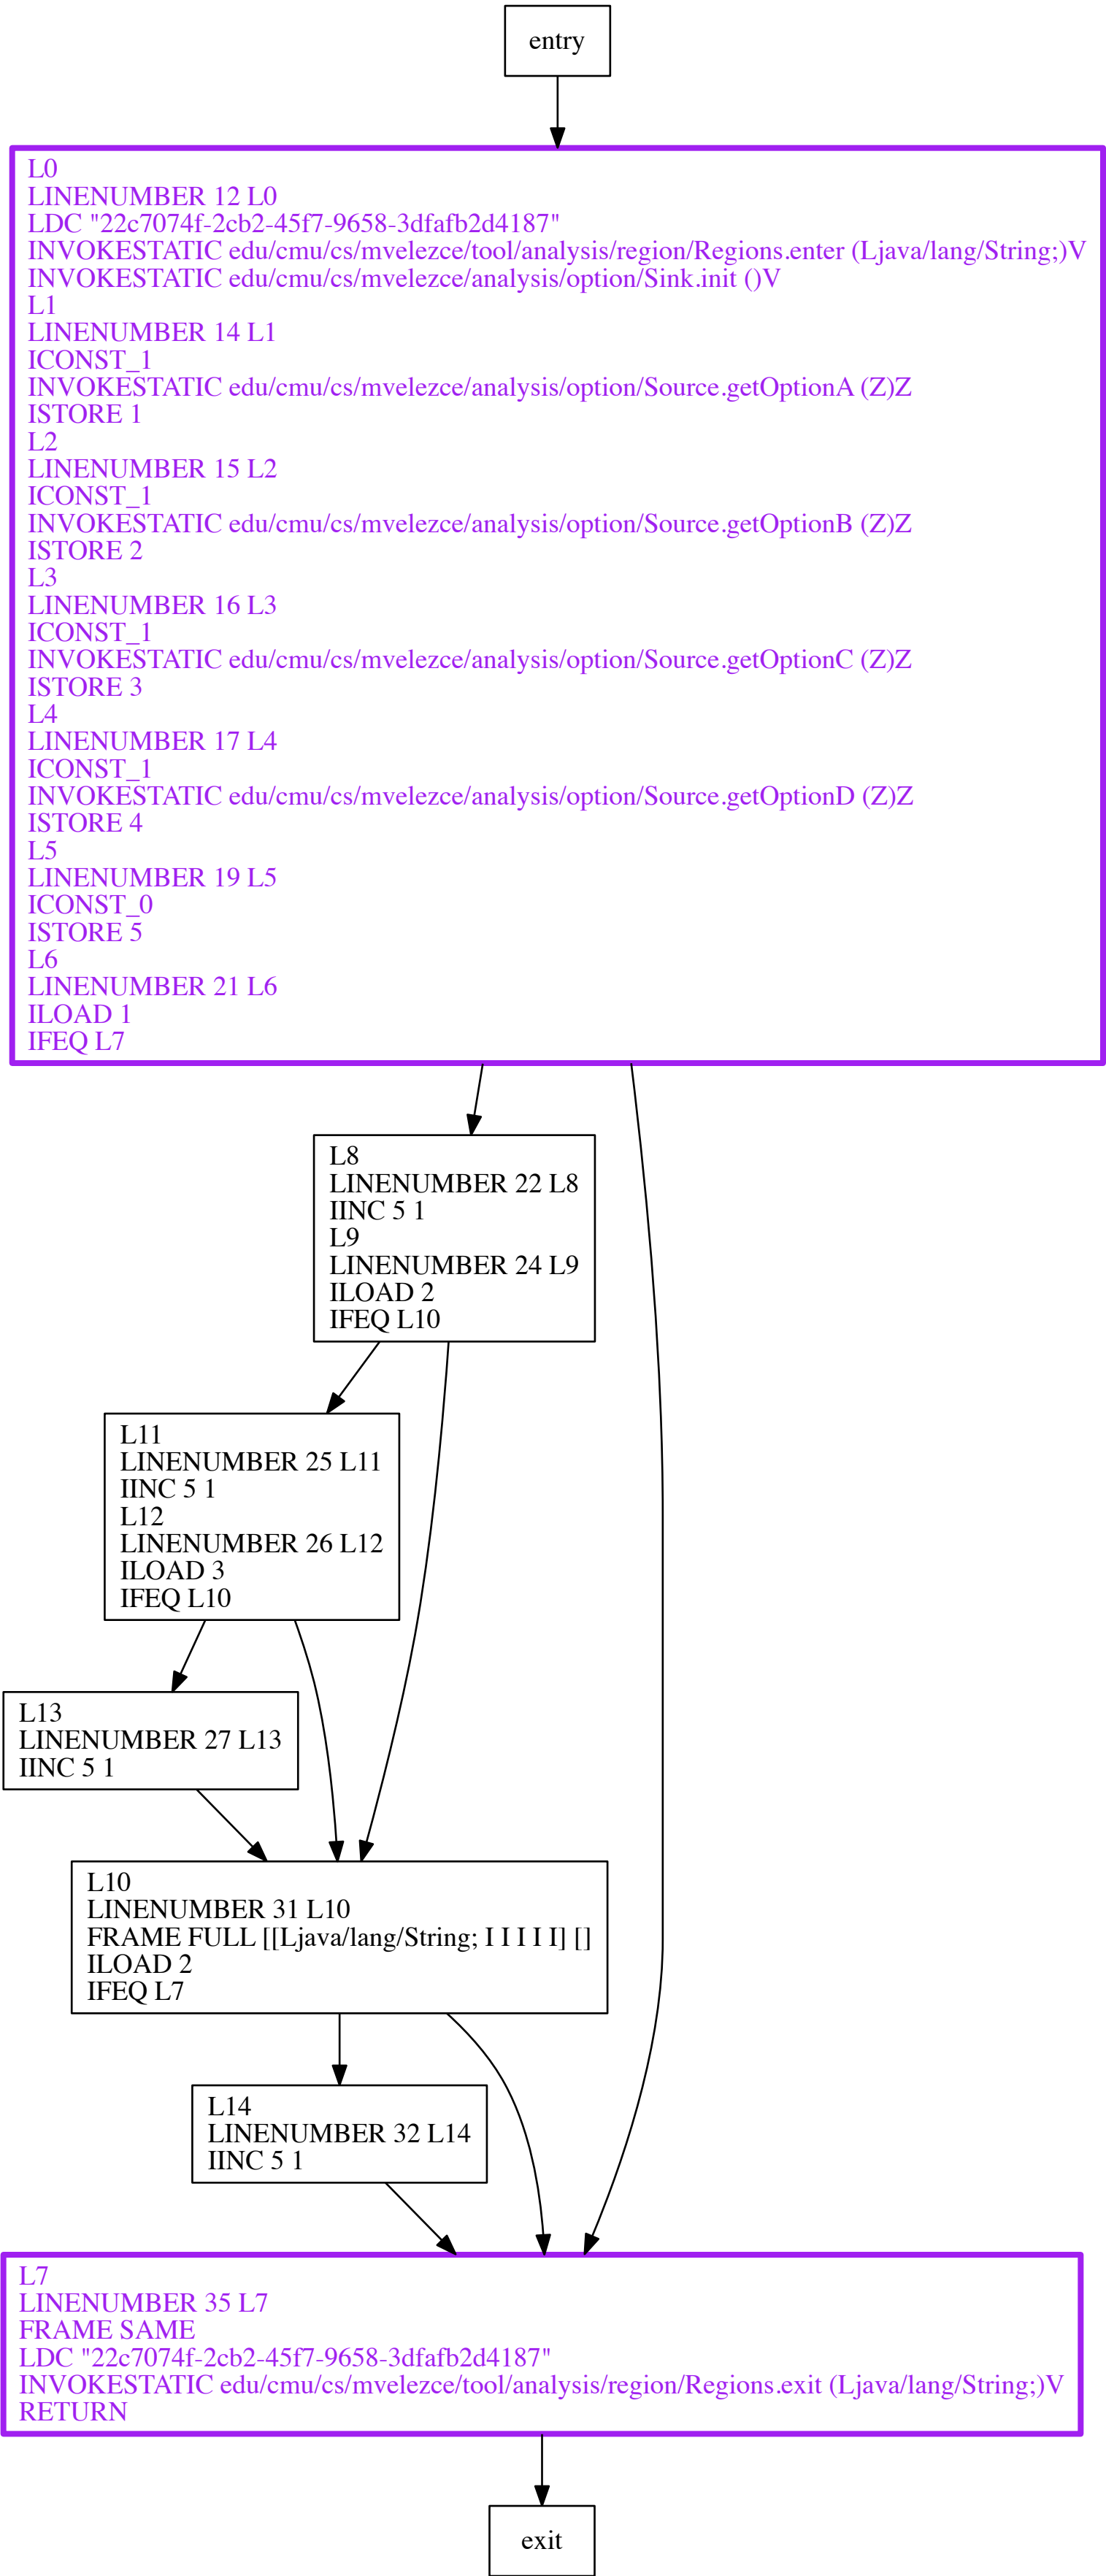 entry
L0
LINENUMBER 12 L0
LDC "22c7074f-2cb2-45f7-9658-3dfafb2d4187"
INVOKESTATIC edu/cmu/cs/mvelezce/tool/analysis/region/Regions.enter (Ljava/lang/String;)V
INVOKESTATIC edu/cmu/cs/mvelezce/analysis/option/Sink.init ()V
L1
LINENUMBER 14 L1
ICONST_1
INVOKESTATIC edu/cmu/cs/mvelezce/analysis/option/Source.getOptionA (Z)Z
ISTORE 1
L2
LINENUMBER 15 L2
ICONST_1
INVOKESTATIC edu/cmu/cs/mvelezce/analysis/option/Source.getOptionB (Z)Z
ISTORE 2
L3
LINENUMBER 16 L3
ICONST_1
INVOKESTATIC edu/cmu/cs/mvelezce/analysis/option/Source.getOptionC (Z)Z
ISTORE 3
L4
LINENUMBER 17 L4
ICONST_1
INVOKESTATIC edu/cmu/cs/mvelezce/analysis/option/Source.getOptionD (Z)Z
ISTORE 4
L5
LINENUMBER 19 L5
ICONST_0
ISTORE 5
L6
LINENUMBER 21 L6
ILOAD 1
IFEQ L7
L8
LINENUMBER 22 L8
IINC 5 1
L9
LINENUMBER 24 L9
ILOAD 2
IFEQ L10
L11
LINENUMBER 25 L11
IINC 5 1
L12
LINENUMBER 26 L12
ILOAD 3
IFEQ L10
L13
LINENUMBER 27 L13
IINC 5 1
L10
LINENUMBER 31 L10
FRAME FULL [[Ljava/lang/String; I I I I I] []
ILOAD 2
IFEQ L7
L14
LINENUMBER 32 L14
IINC 5 1
L7
LINENUMBER 35 L7
FRAME SAME
LDC "22c7074f-2cb2-45f7-9658-3dfafb2d4187"
INVOKESTATIC edu/cmu/cs/mvelezce/tool/analysis/region/Regions.exit (Ljava/lang/String;)V
RETURN
exit